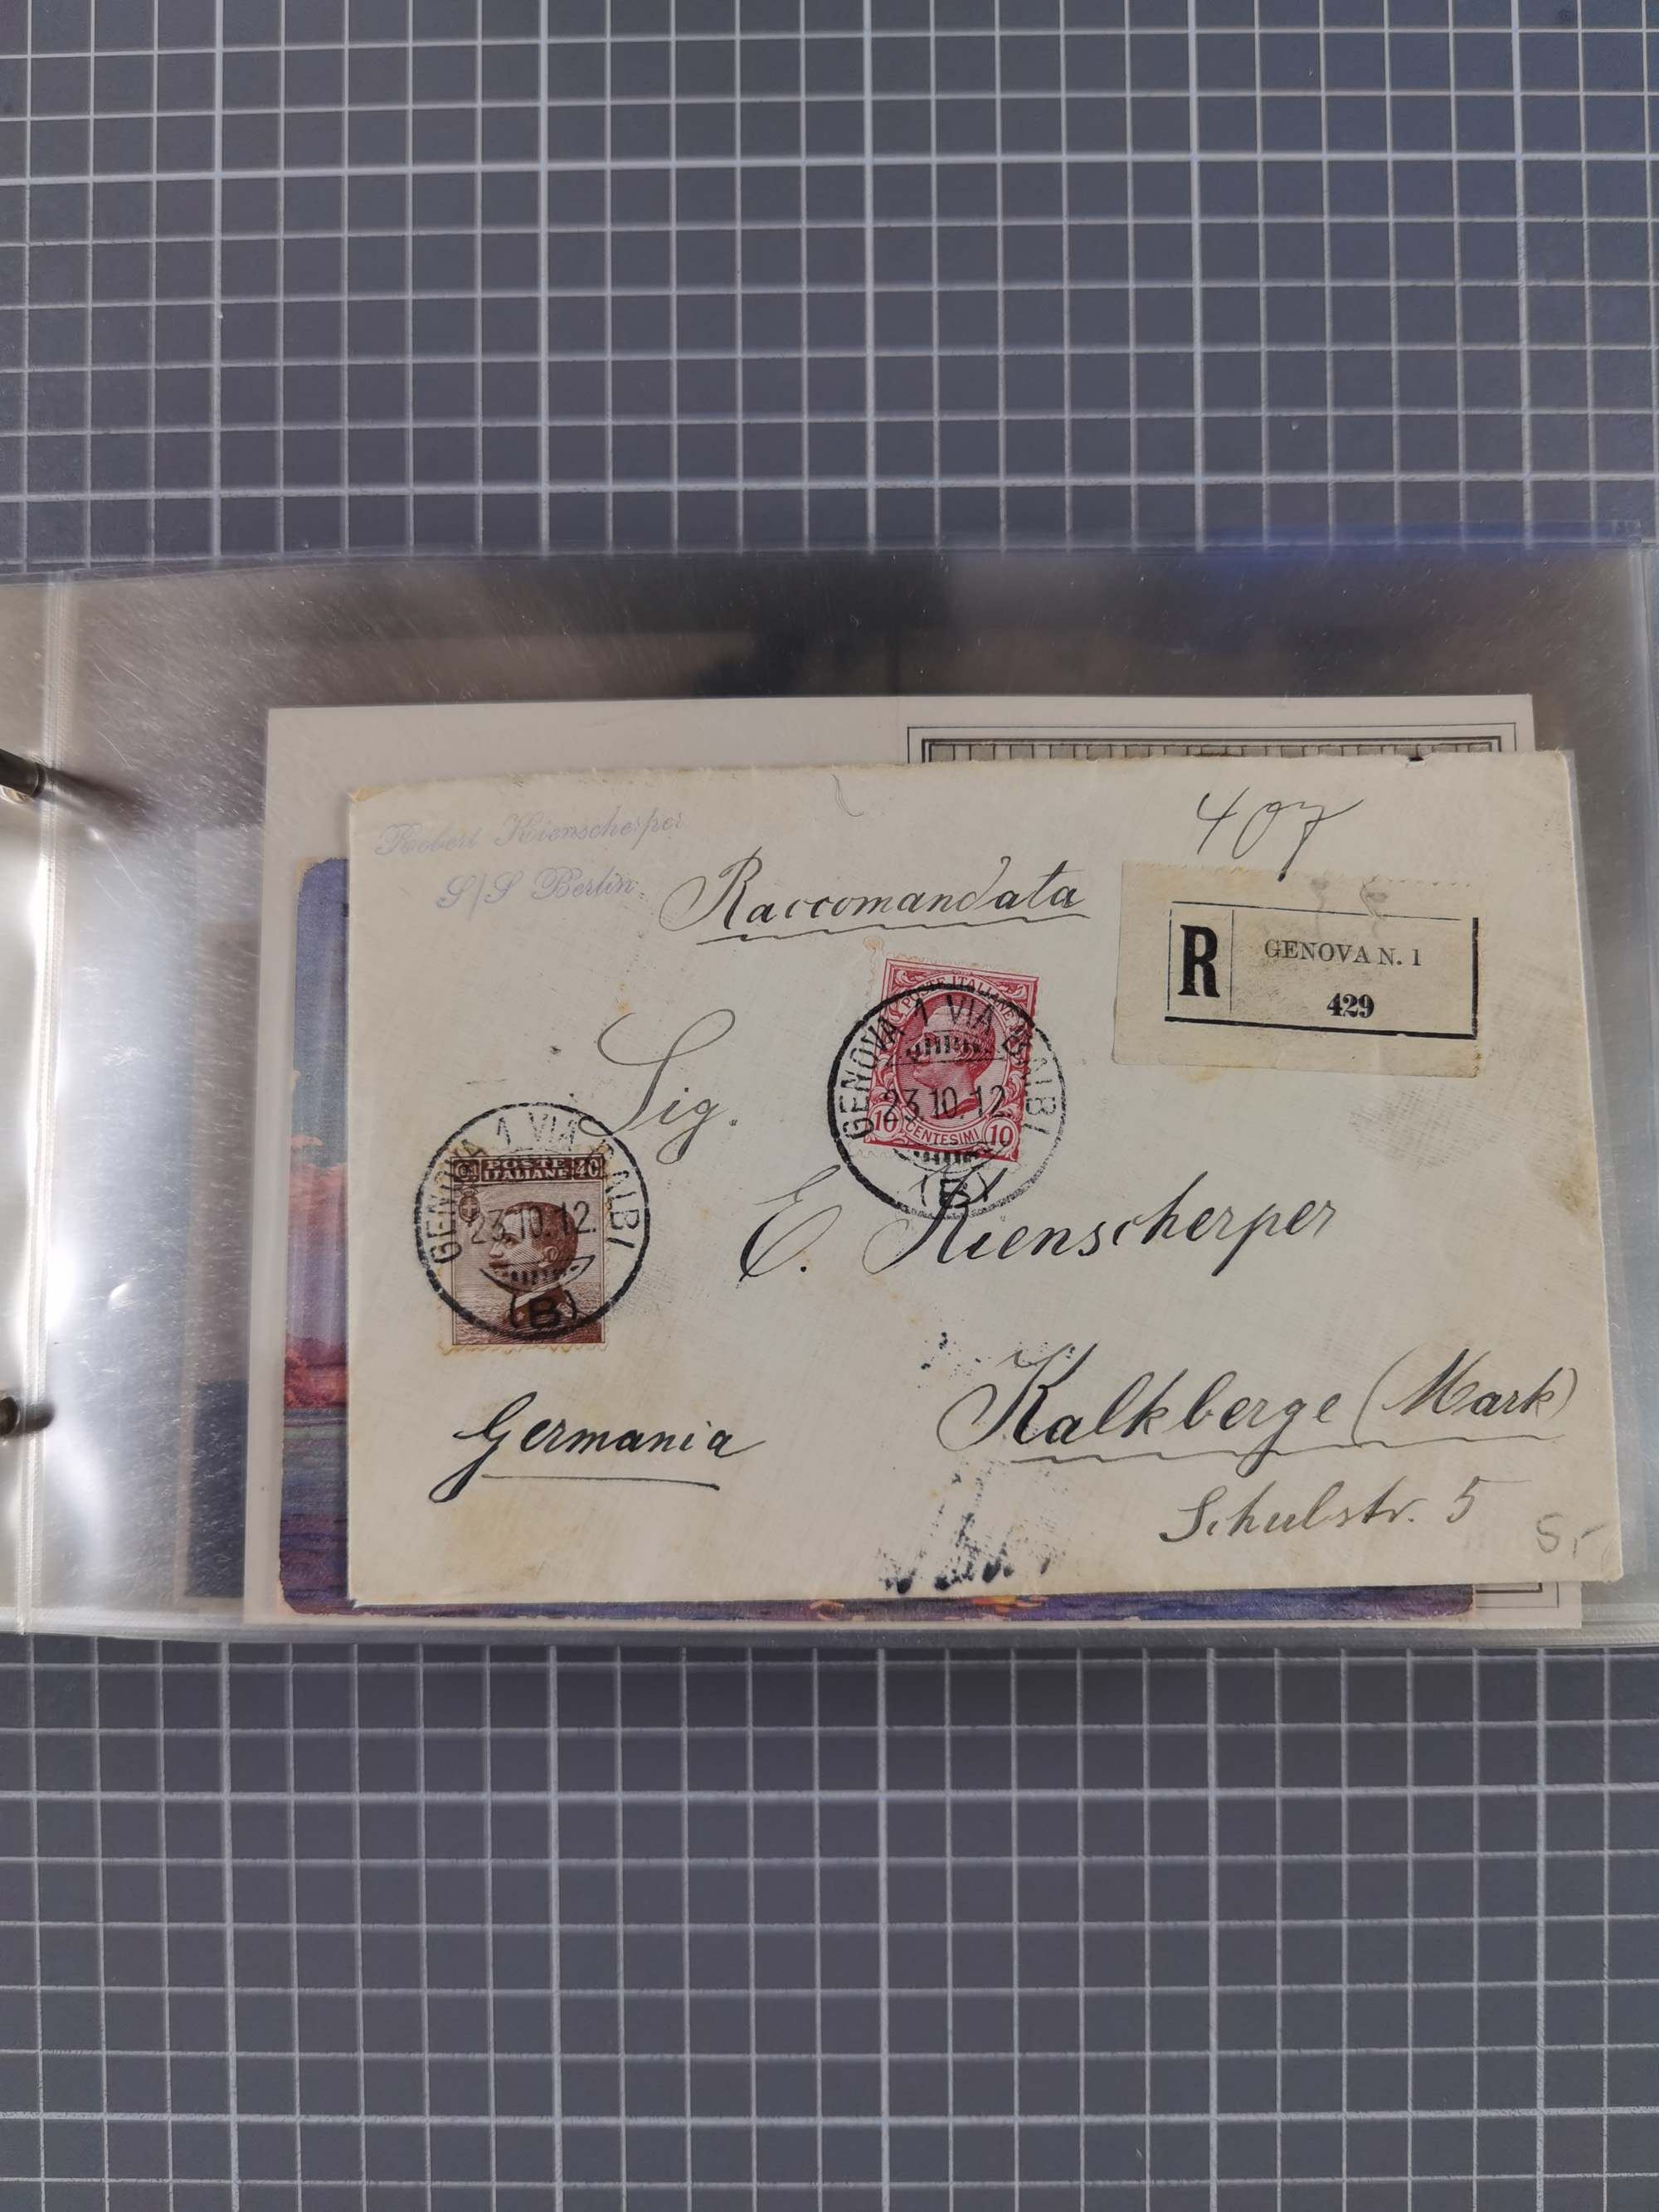 407
Robert Kienscherper
S/S Berlin.
Raccomandata
R GENOVA N. 1
429
POSTE ITALIANE
GENOVA 1 VIA BALBI
23.10.12.
10 CENTESIMI 10
(B)
Sig.
GENOVA 1 VIA BALBI
POSTE 40
ITALIANE
23.10.12.
(B)
E. Kienscherper
Kalkberge (Mark)
Germania
Schulstr. 5
5,-